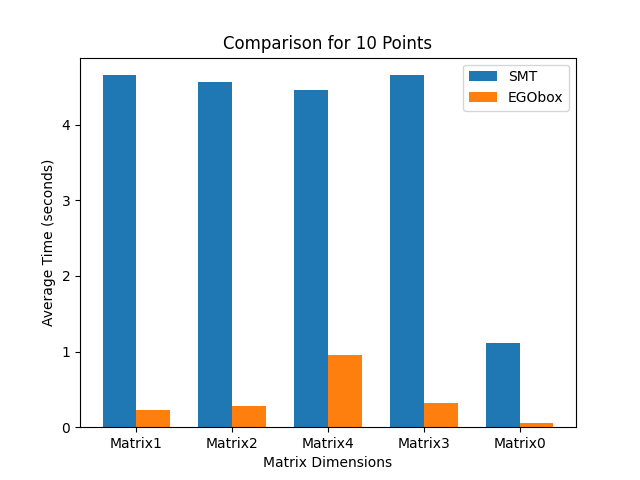 Comparison for 10 Points
SMT
EGObox
Average Time (seconds)
4
3
2
1
0
Matrix1
Matrix2
Matrix4
Matrix3
Matrix0
Matrix Dimensions